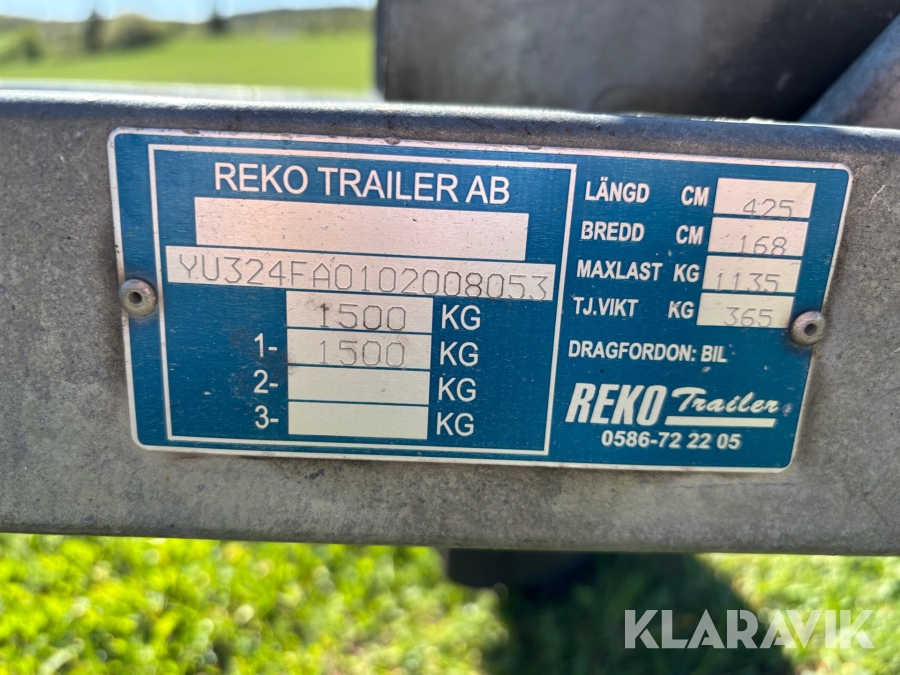 REKO TRAILER AB
YU324FA0102008053
1500 KG
1- 1500 KG
2- KG
3- KG
LÄNGD CM 425
BREDD CM 168
MAXLAST KG 1135
TJ.VIKT KG 365
DRAGFORDON: BIL
REKO Trailer
0586-72 22 05
KLARAVIK